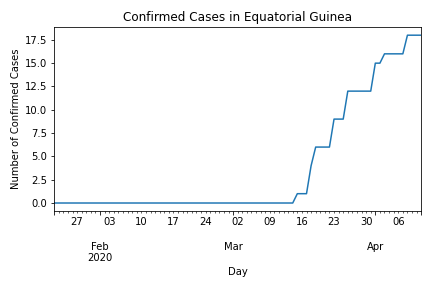 Confirmed Cases in Equatorial Guinea
Number of Confirmed Cases
17.5
15.0
12.5
10.0
7.5
5.0
2.5
0.0
27 03 10 17 24 02 09 16 23 30 06
Feb Mar Apr
2020
Day